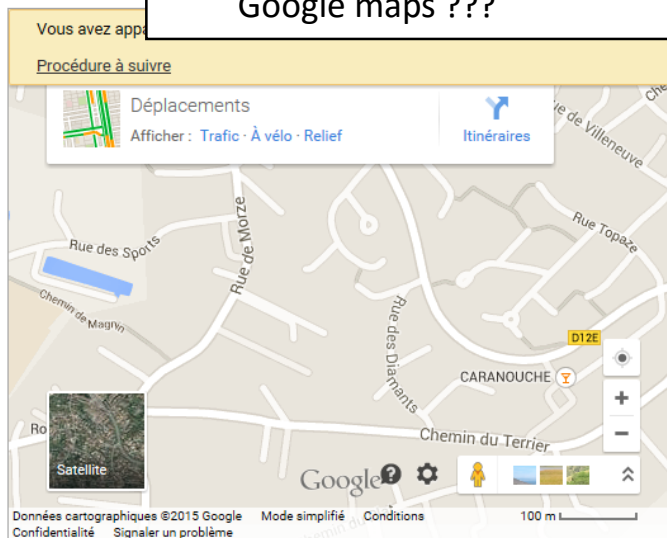 Google maps ???
Vous avez
Procédure à suivre
Déplacements
Afficher : Trafic · À vélo · Relief
Itinéraires
de Villeneuve
Rue Topaze
Rue de Morze
Rue des Sports
Chemin de Magnin
Rue des Diamants
D12E
CARANOUCHE
Chemin du Terrier
Satellite
Google
Données cartographiques ©2015 Google Mode simplifié Conditions 100 m
Confidentialité Signaler un problème